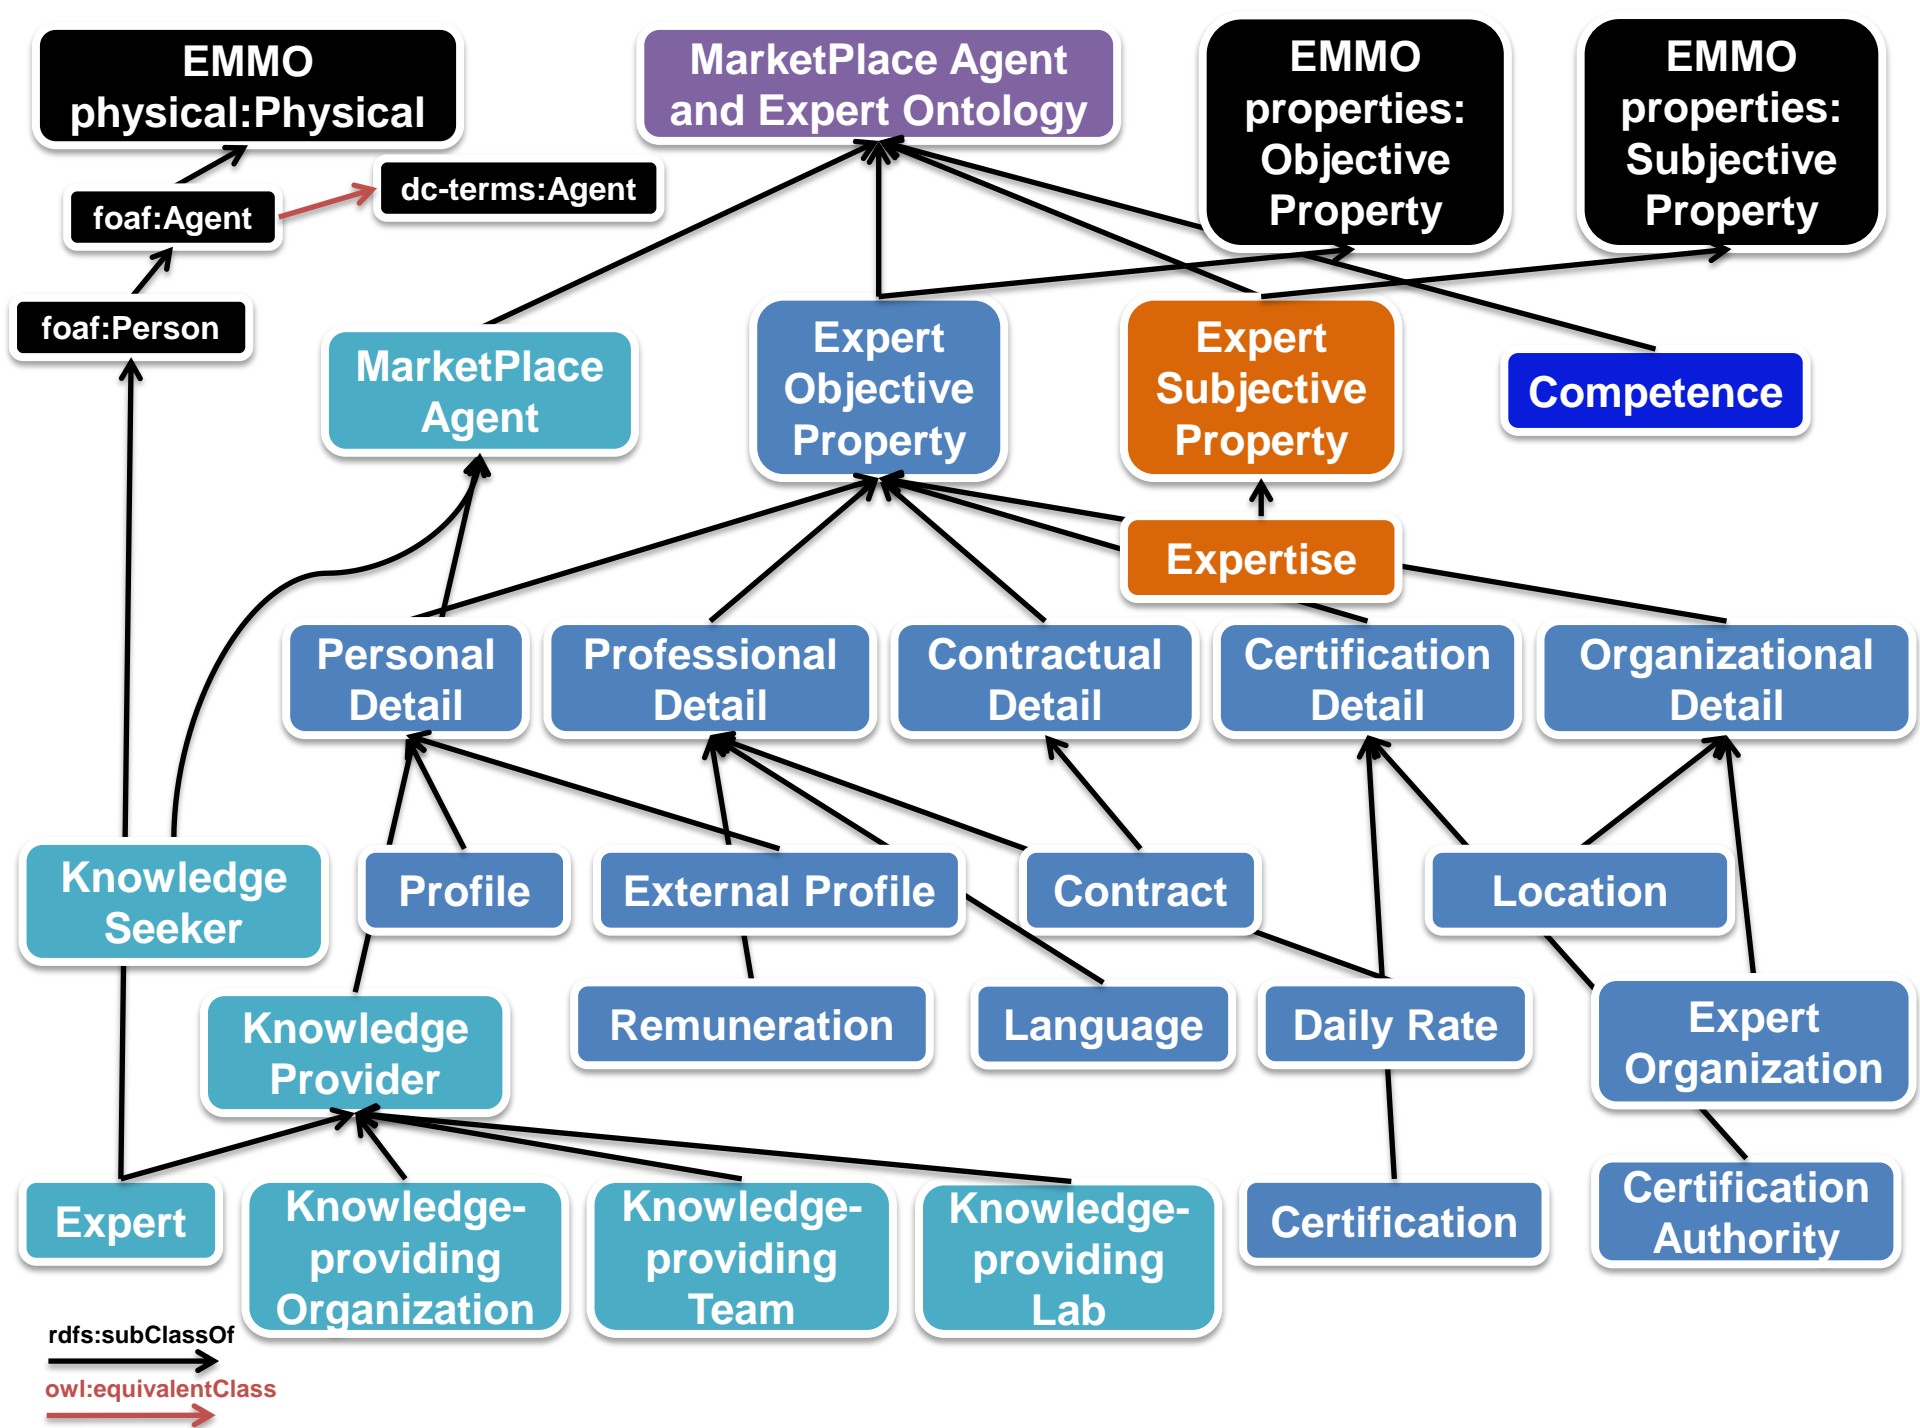 EMMO
physical:Physical
MarketPlace Agent
and Expert Ontology
EMMO
properties:
Objective
Property
EMMO
properties:
Subjective
Property
dc-terms:Agent
foaf:Agent
foaf:Person
MarketPlace
Agent
Expert
Objective
Property
Expert
Subjective
Property
Competence
Expertise
Personal
Detail
Professional
Detail
Contractual
Detail
Certification
Detail
Organizational
Detail
Knowledge
Seeker
Profile
External Profile
Contract
Location
Knowledge
Provider
Remuneration
Language
Daily Rate
Expert
Organization
Expert
Knowledge-
providing
Organization
Knowledge-
providing
Team
Knowledge-
providing
Lab
Certification
Certification
Authority
rdfs:subClassOf
owl:equivalentClass